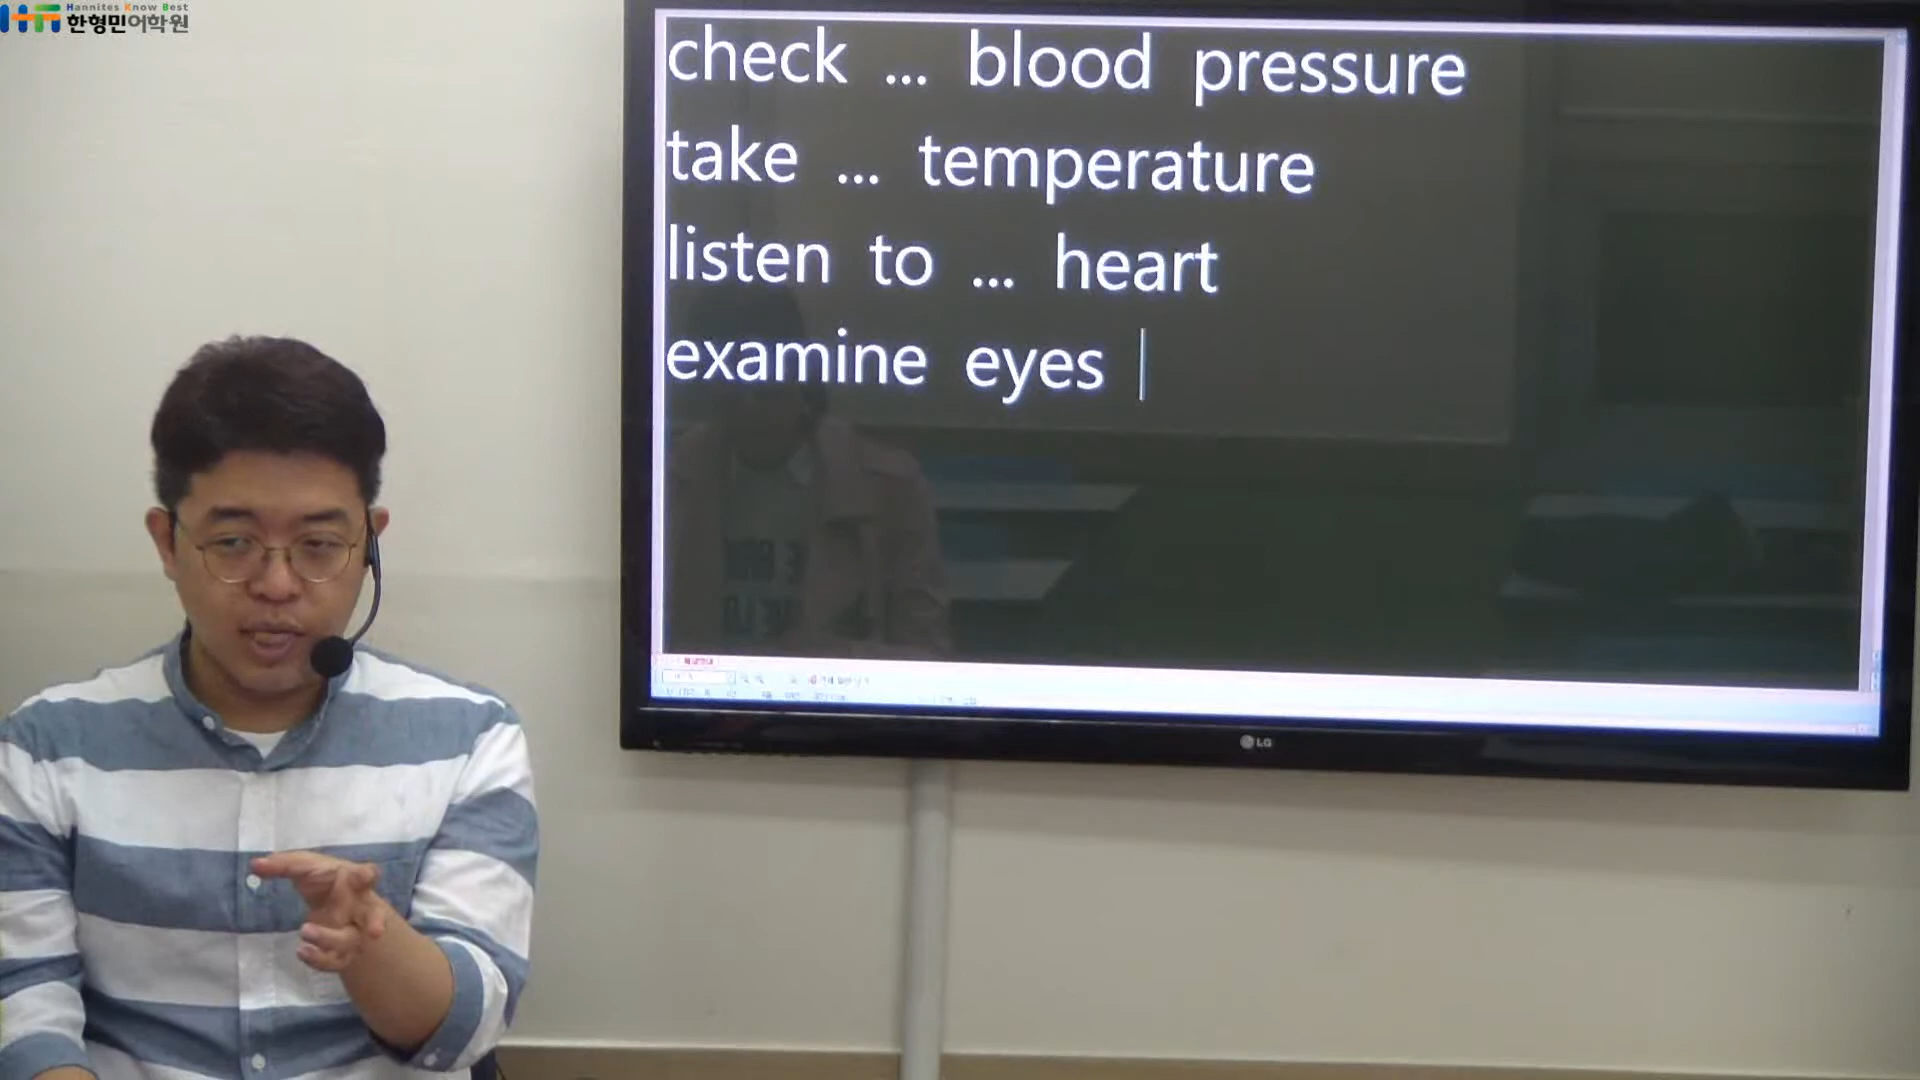 Hannites Know Best
한형민어학원
check ... blood pressure
take ... temperature
listen to ... heart
examine eyes
LG